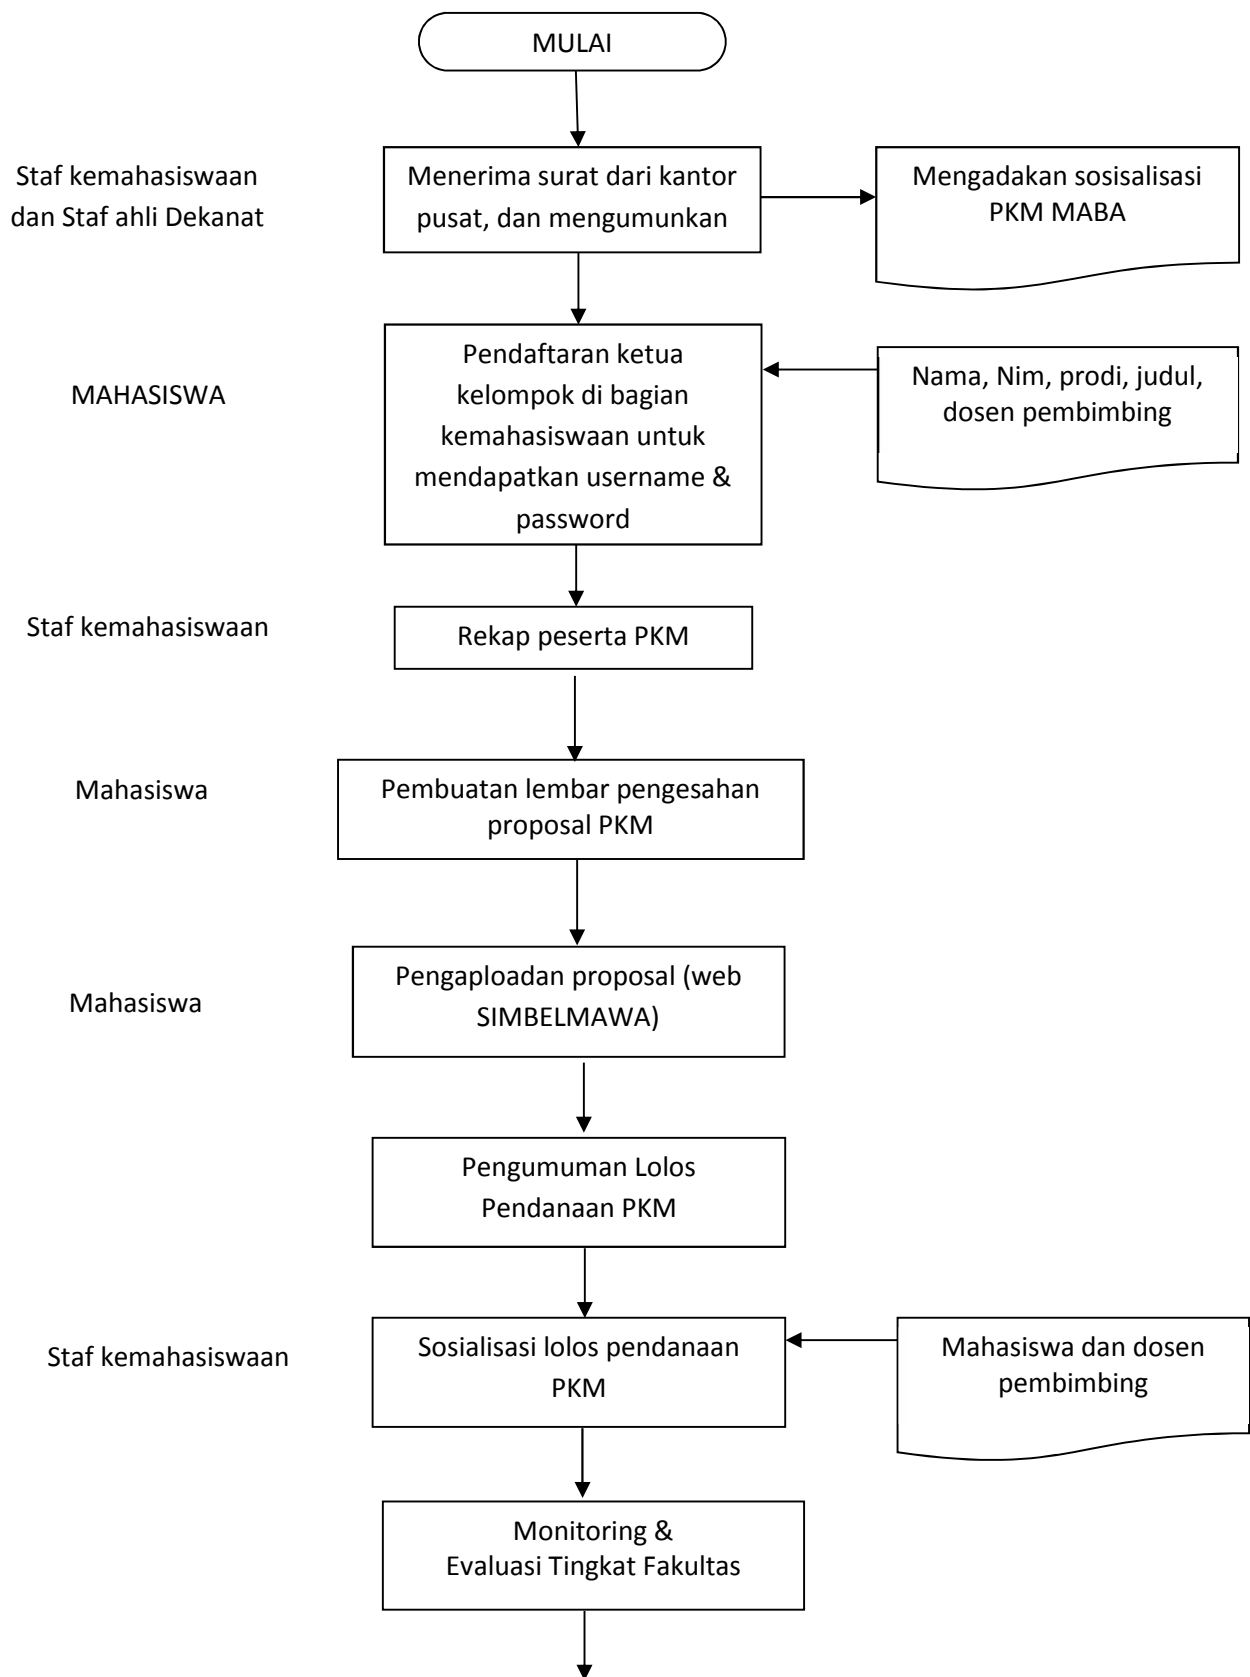 MULAI
Staf kemahasiswaan
dan Staf ahli Dekanat
Menerima surat dari kantor
pusat, dan mengumunkan
Mengadakan sosisalisasi
PKM MABA
MAHASISWA
Pendaftaran ketua
kelompok di bagian
kemahasiswaan untuk
mendapatkan username &
password
Nama, Nim, prodi, judul,
dosen pembimbing
Staf kemahasiswaan
Rekap peserta PKM
Mahasiswa
Pembuatan lembar pengesahan
proposal PKM
Mahasiswa
Pengaploadan proposal (web
SIMBELMAWA)
Pengumuman Lolos
Pendanaan PKM
Staf kemahasiswaan
Sosialisasi lolos pendanaan
PKM
Mahasiswa dan dosen
pembimbing
Monitoring &
Evaluasi Tingkat Fakultas